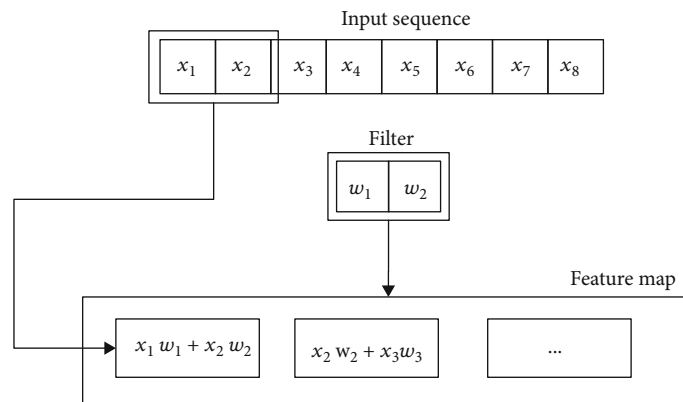 Input sequence
x₁ x₂ x₃ x₄ x₅ x₆ x₇ x₈
Filter
w₁ w₂
Feature map
x₁ w₁ + x₂ w₂
x₂ w₂ + x₃w₃
...